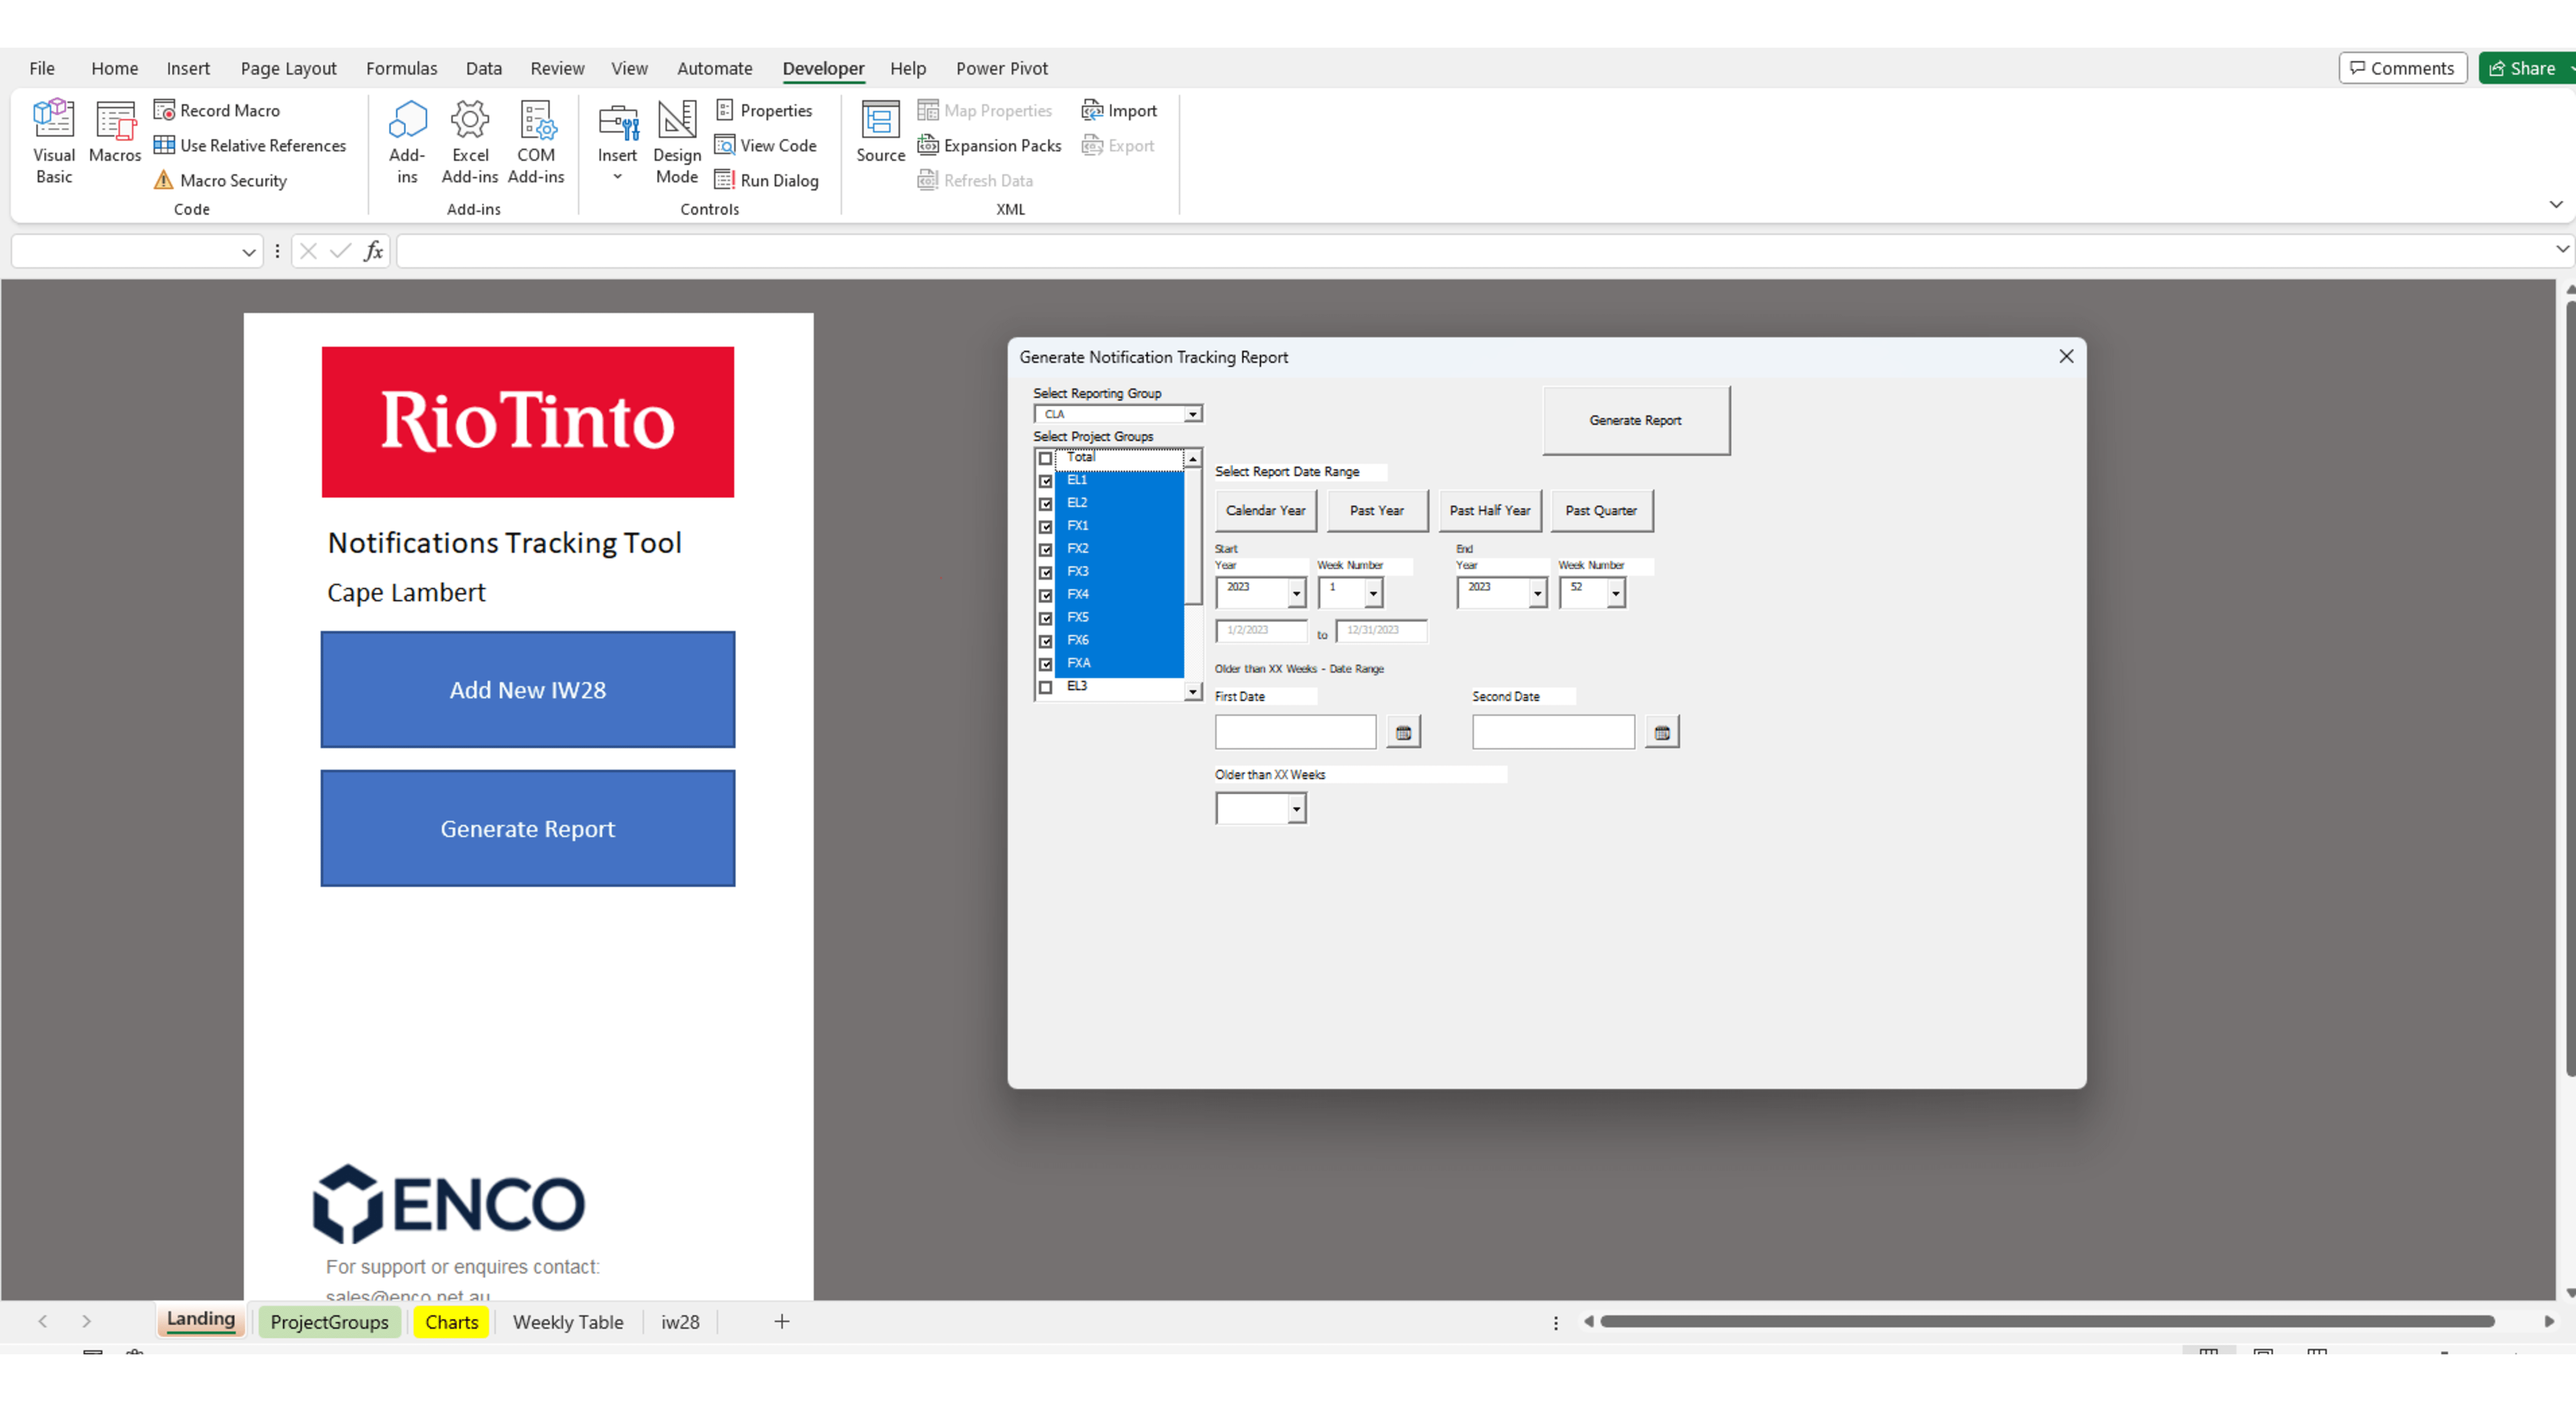 File Home Insert Page Layout Formulas Data Review View Automate Developer Help Power Pivot Comments Share
Visual Basic
Macros
Record Macro
Use Relative References
Macro Security
Code
Add-ins
Excel Add-ins
COM Add-ins
Add-ins
Insert
Design Mode
Properties
View Code
Run Dialog
Controls
Source
Map Properties
Expansion Packs
Refresh Data
Import
Export
XML
fx
RioTinto
Notifications Tracking Tool
Cape Lambert
Add New IW28
Generate Report
ENCO
For support or enquires contact:
sales@enco.net.au
Generate Notification Tracking Report
Select Reporting Group
CLA
Select Project Groups
Total
EL1
EL2
FX1
FX2
FX3
FX4
FX5
FX6
FXA
EL3
Generate Report
Select Report Date Range
Calendar Year Past Year Past Half Year Past Quarter
Start End
Year Week Number Year Week Number
2023 1 2023 52
1/2/2023 to 12/31/2023
Older than XX Weeks - Date Range
First Date Second Date
Older than XX Weeks
Landing ProjectGroups Charts Weekly Table iw28